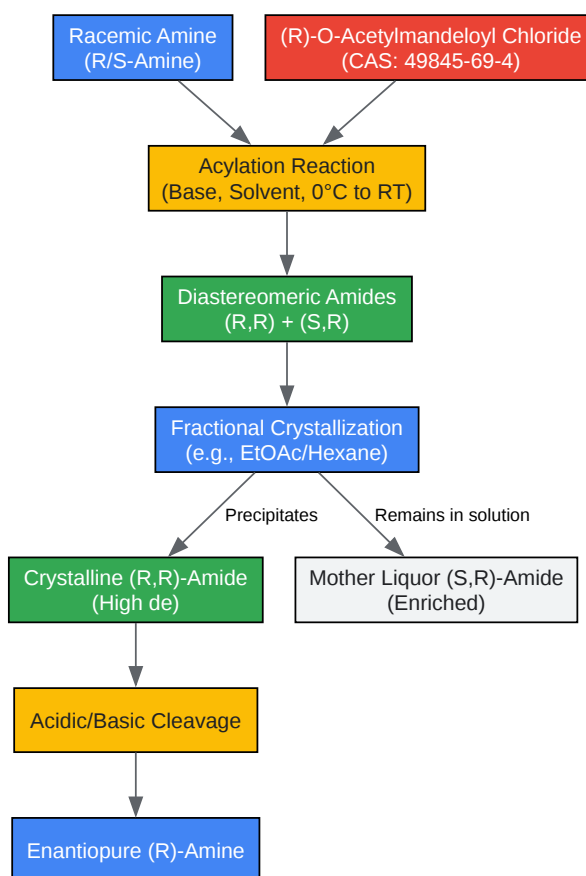 Racemic Amine
(R/S-Amine)
(R)-O-Acetylmandeloyl Chloride
(CAS: 49845-69-4)
Acylation Reaction
(Base, Solvent, 0°C to RT)
Diastereomeric Amides
(R,R) + (S,R)
Fractional Crystallization
(e.g., EtOAc/Hexane)
Precipitates
Remains in solution
Crystalline (R,R)-Amide
(High de)
Mother Liquor (S,R)-Amide
(Enriched)
Acidic/Basic Cleavage
Enantiopure (R)-Amine